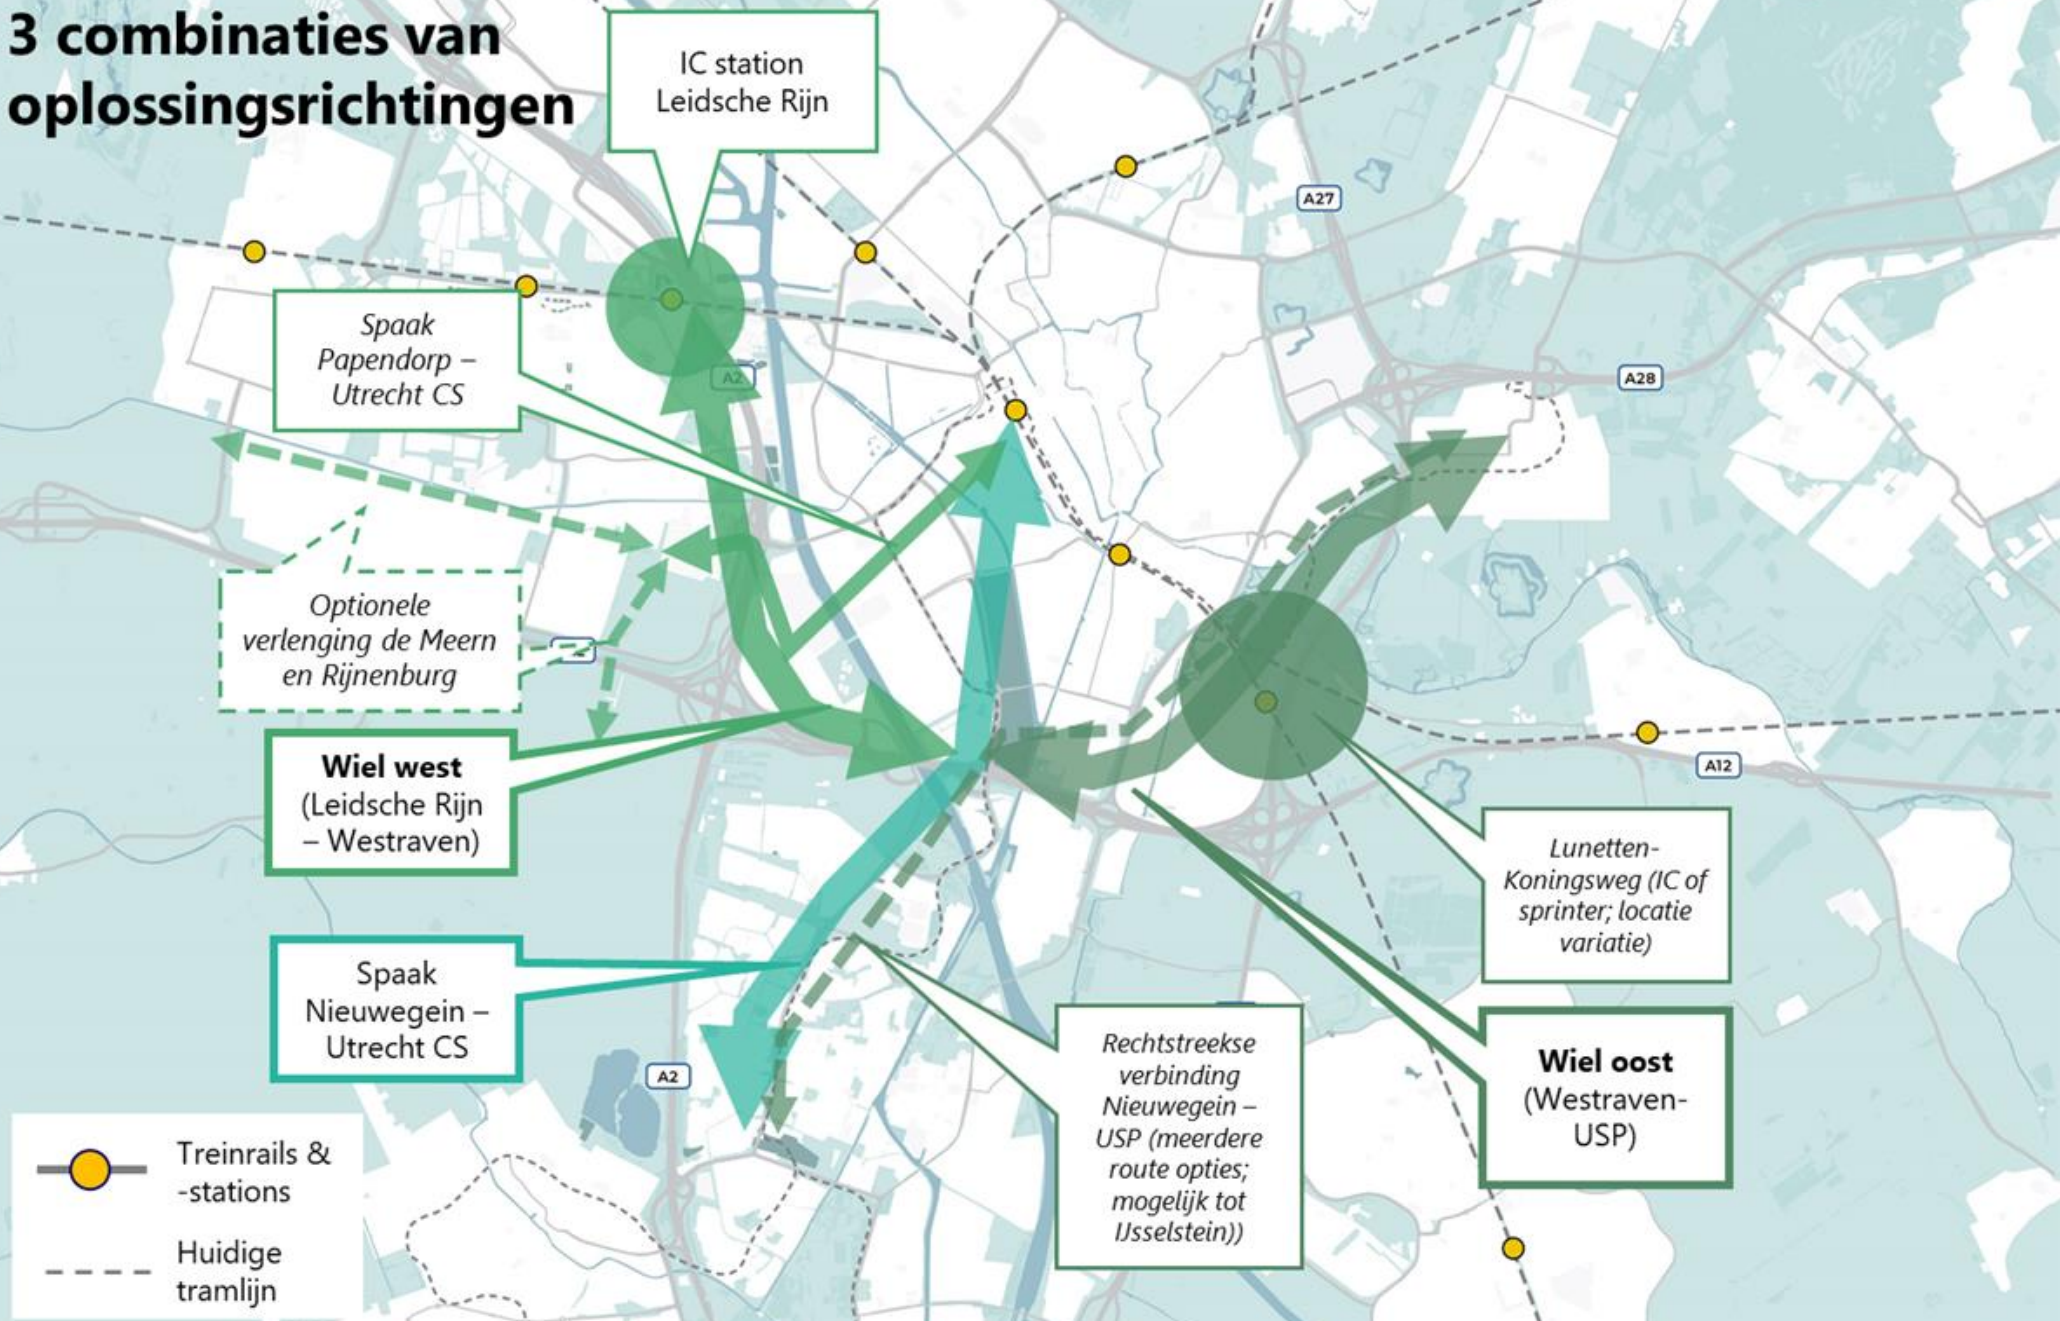 3 combinaties van
oplossingsrichtingen
IC station
Leidsche Rijn
A27
Spaak
Papendorp –
Utrecht CS
A2
A28
Optionele
verlenging de Meern
en Rijnenburg
Wiel west
(Leidsche Rijn
– Westraven)
A12
Lunetten-
Koningsweg (IC of
sprinter; locatie
variatie)
Spaak
Nieuwegein –
Utrecht CS
A2
Rechtstreekse
verbinding
Nieuwegein –
USP (meerdere
route opties;
mogelijk tot
IJsselstein))
Wiel oost
(Westraven-
USP)
Treinrails &
-stations
Huidige
tramlijn